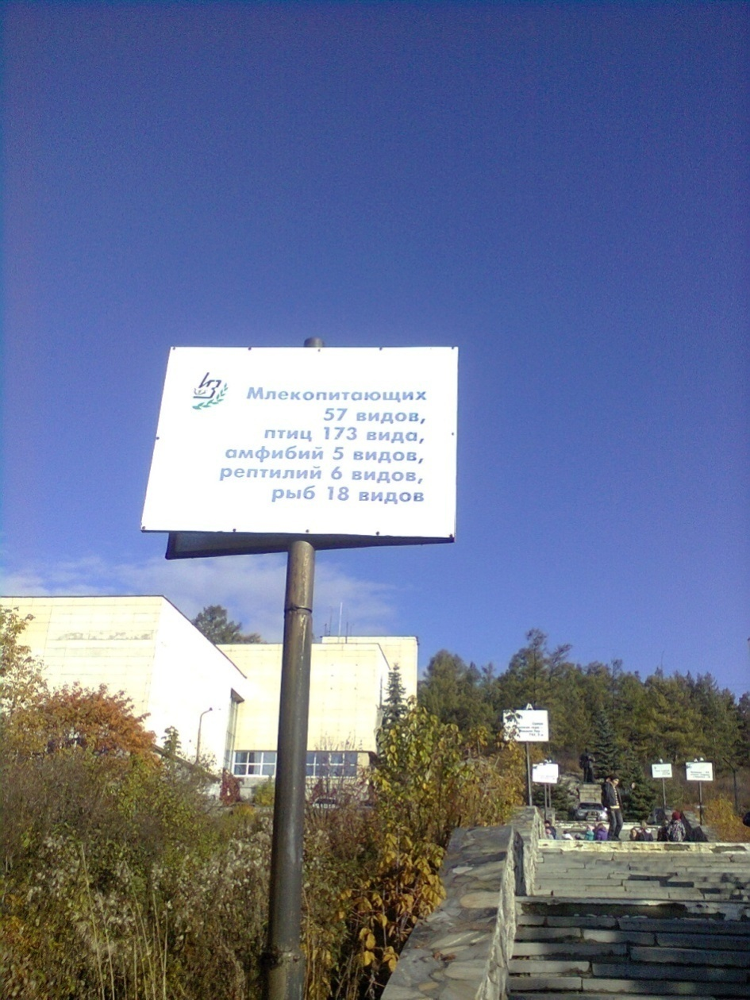 Млекопитающих
57 видов,
птиц 173 вида,
амфибий 5 видов,
рептилий 6 видов,
рыб 18 видов